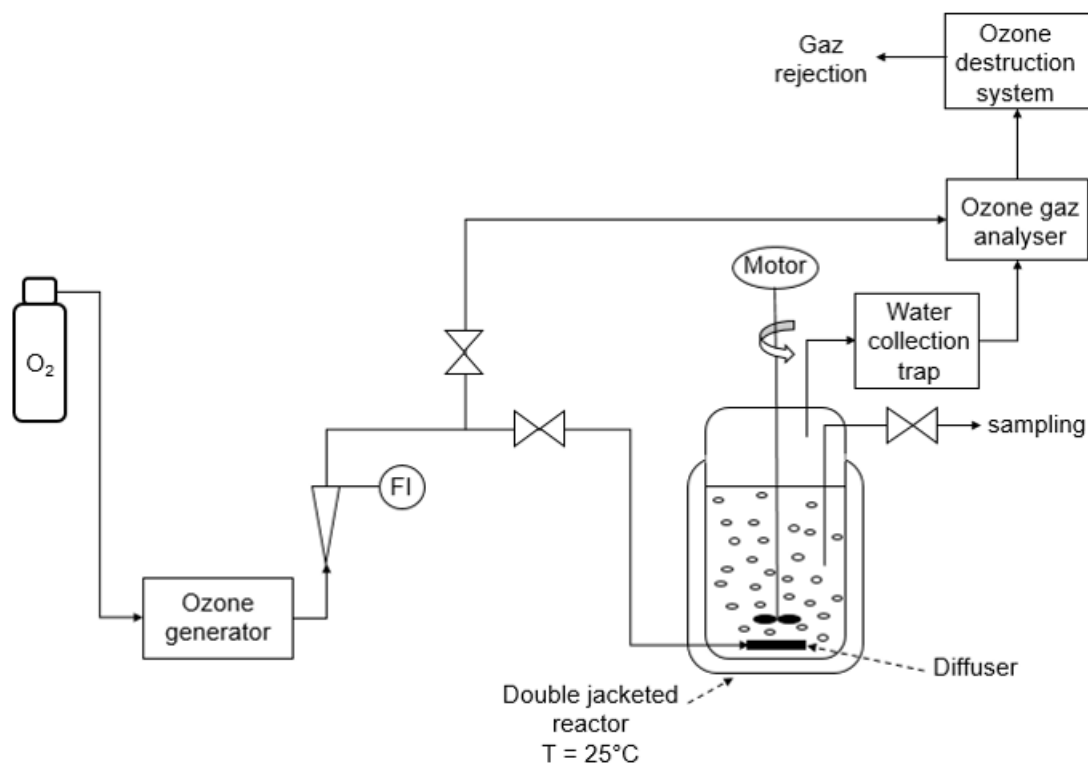 Gaz
rejection
Ozone
destruction
system
Ozone gaz
analyser
Motor
Water
collection
trap
O₂
sampling
FI
Ozone
generator
Diffuser
Double jacketed
reactor
T = 25°C